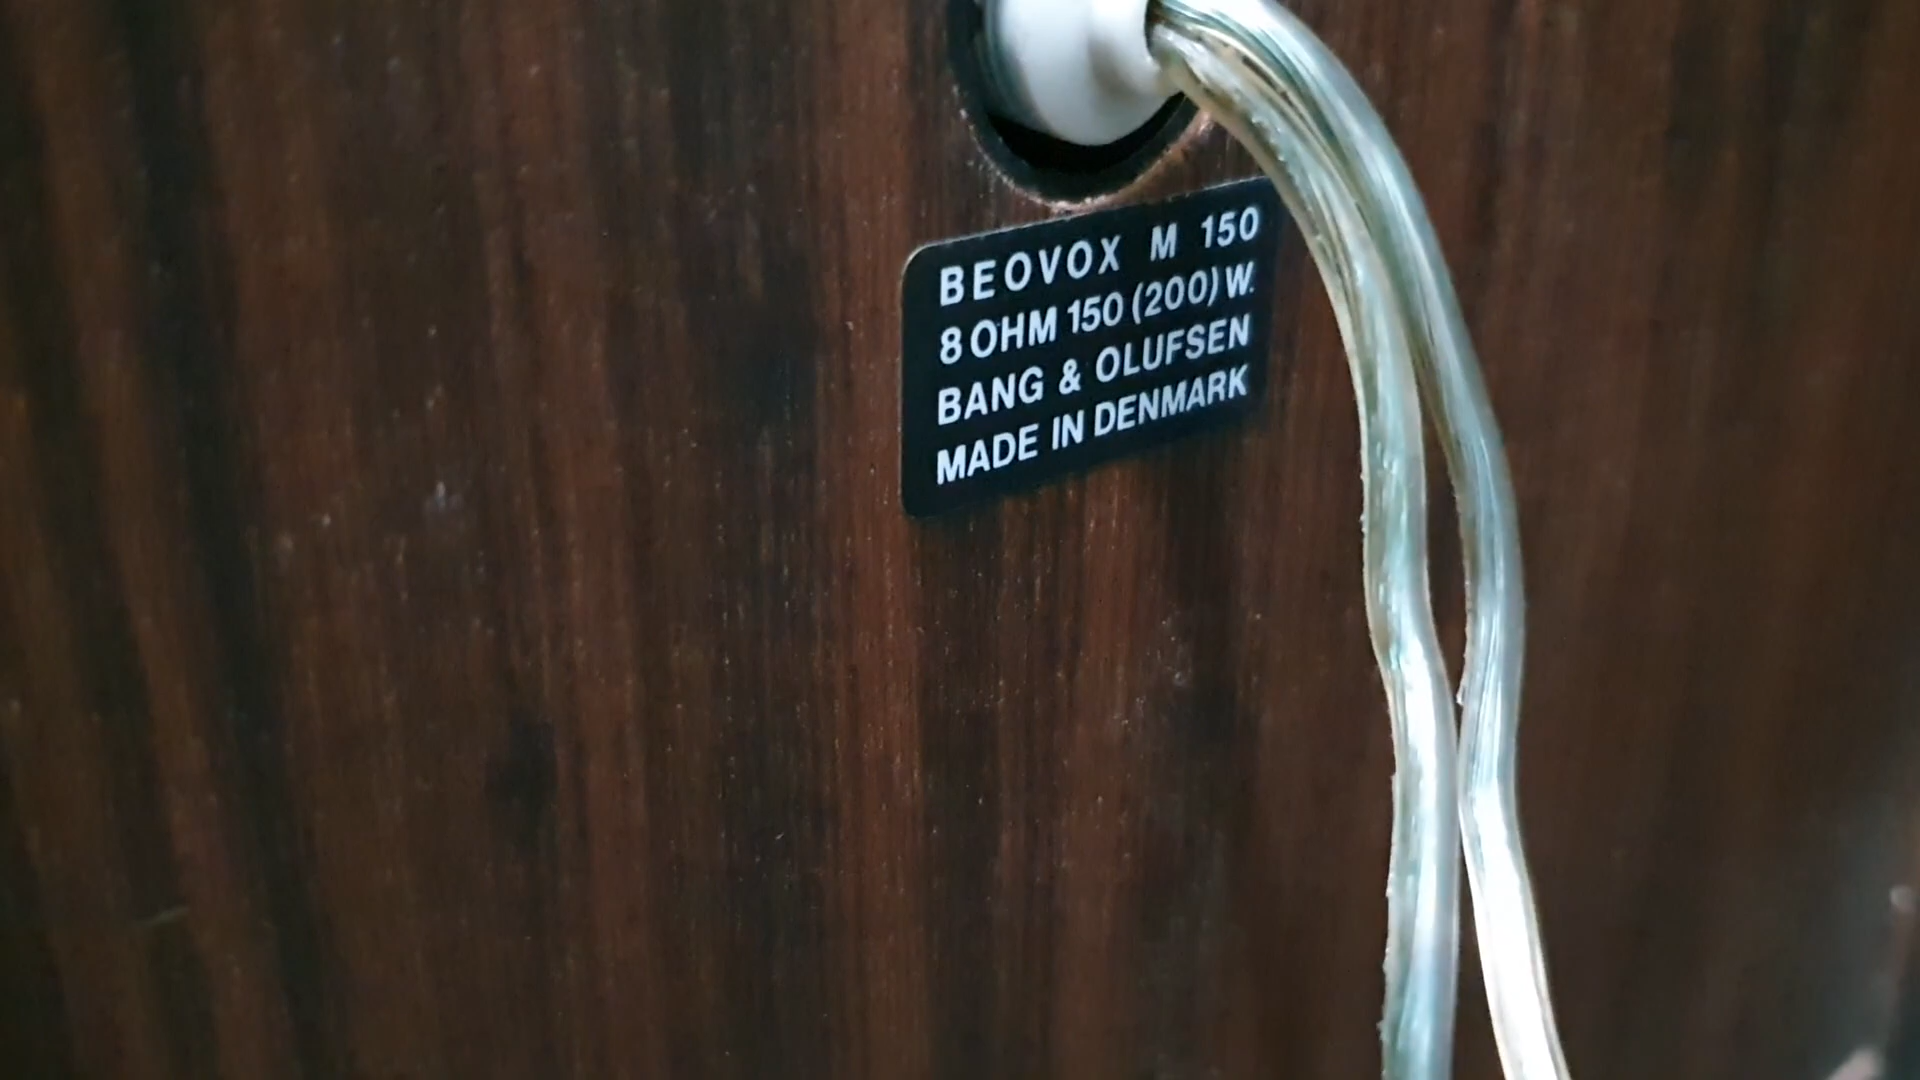 BEOVOX M 150
8 OHM 150 (200) W.
BANG & OLUFSEN
MADE IN DENMARK